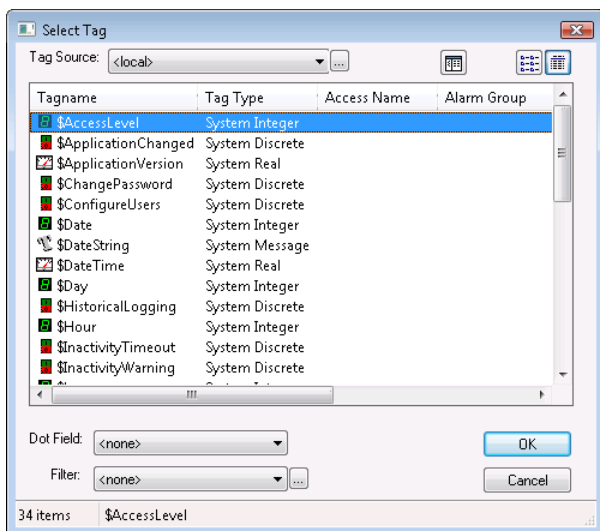 Select Tag
Tag Source: <local> ...
Tagname Tag Type Access Name Alarm Group
$AccessLevel System Integer
$ApplicationChanged System Discrete
$ApplicationVersion System Real
$ChangePassword System Discrete
$ConfigureUsers System Discrete
$Date System Integer
$DateString System Message
$DateTime System Real
$Day System Integer
$HistoricalLogging System Discrete
$Hour System Integer
$InactivityTimeout System Discrete
$InactivityWarning System Discrete
Dot Field: <none> OK
Filter: <none> ... Cancel
34 items $AccessLevel